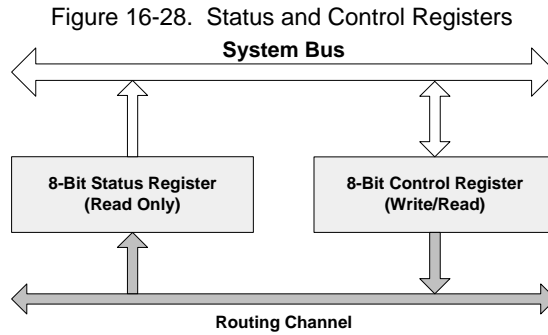 Figure 16-28. Status and Control Registers
System Bus
8-Bit Status Register
(Read Only)
8-Bit Control Register
(Write/Read)
Routing Channel